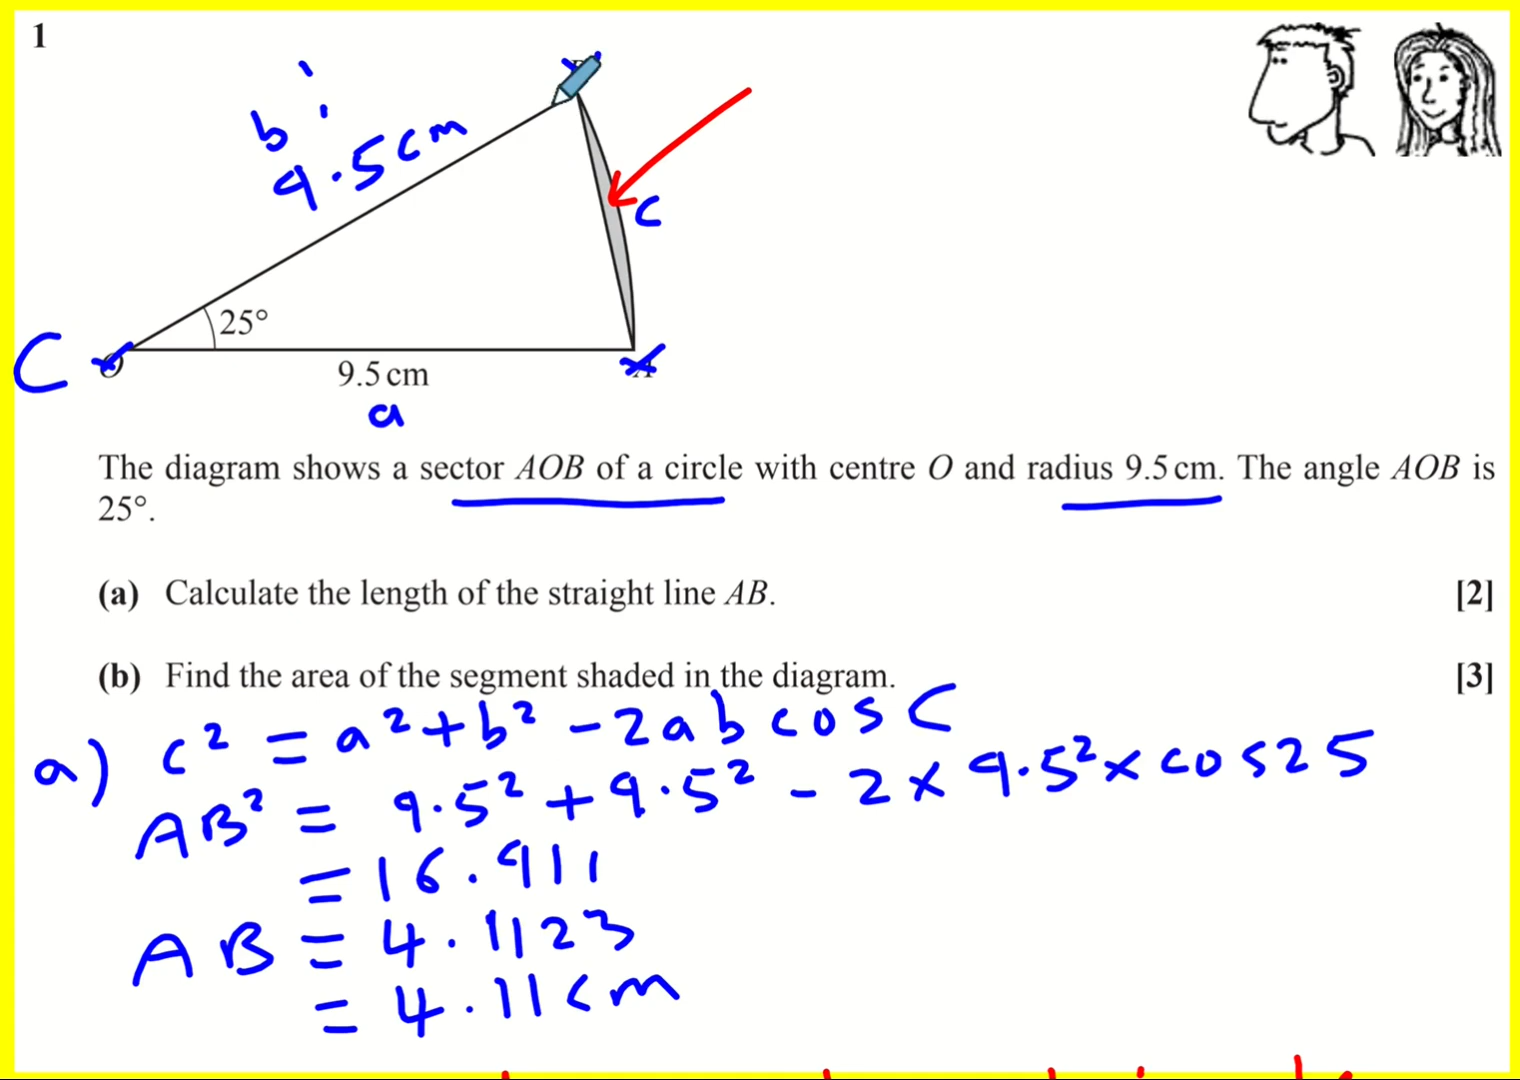 1
b
9.5cm
c
25°
C
O
9.5 cm
a
The diagram shows a sector AOB of a circle with centre O and radius 9.5 cm. The angle AOB is
25°.
(a) Calculate the length of the straight line AB. [2]
(b) Find the area of the segment shaded in the diagram. [3]
a) c² = a² + b² - 2ab cos C
AB² = 9.5² + 9.5² - 2 × 9.5² × cos25
= 16.911
AB = 4.1123
= 4.11cm